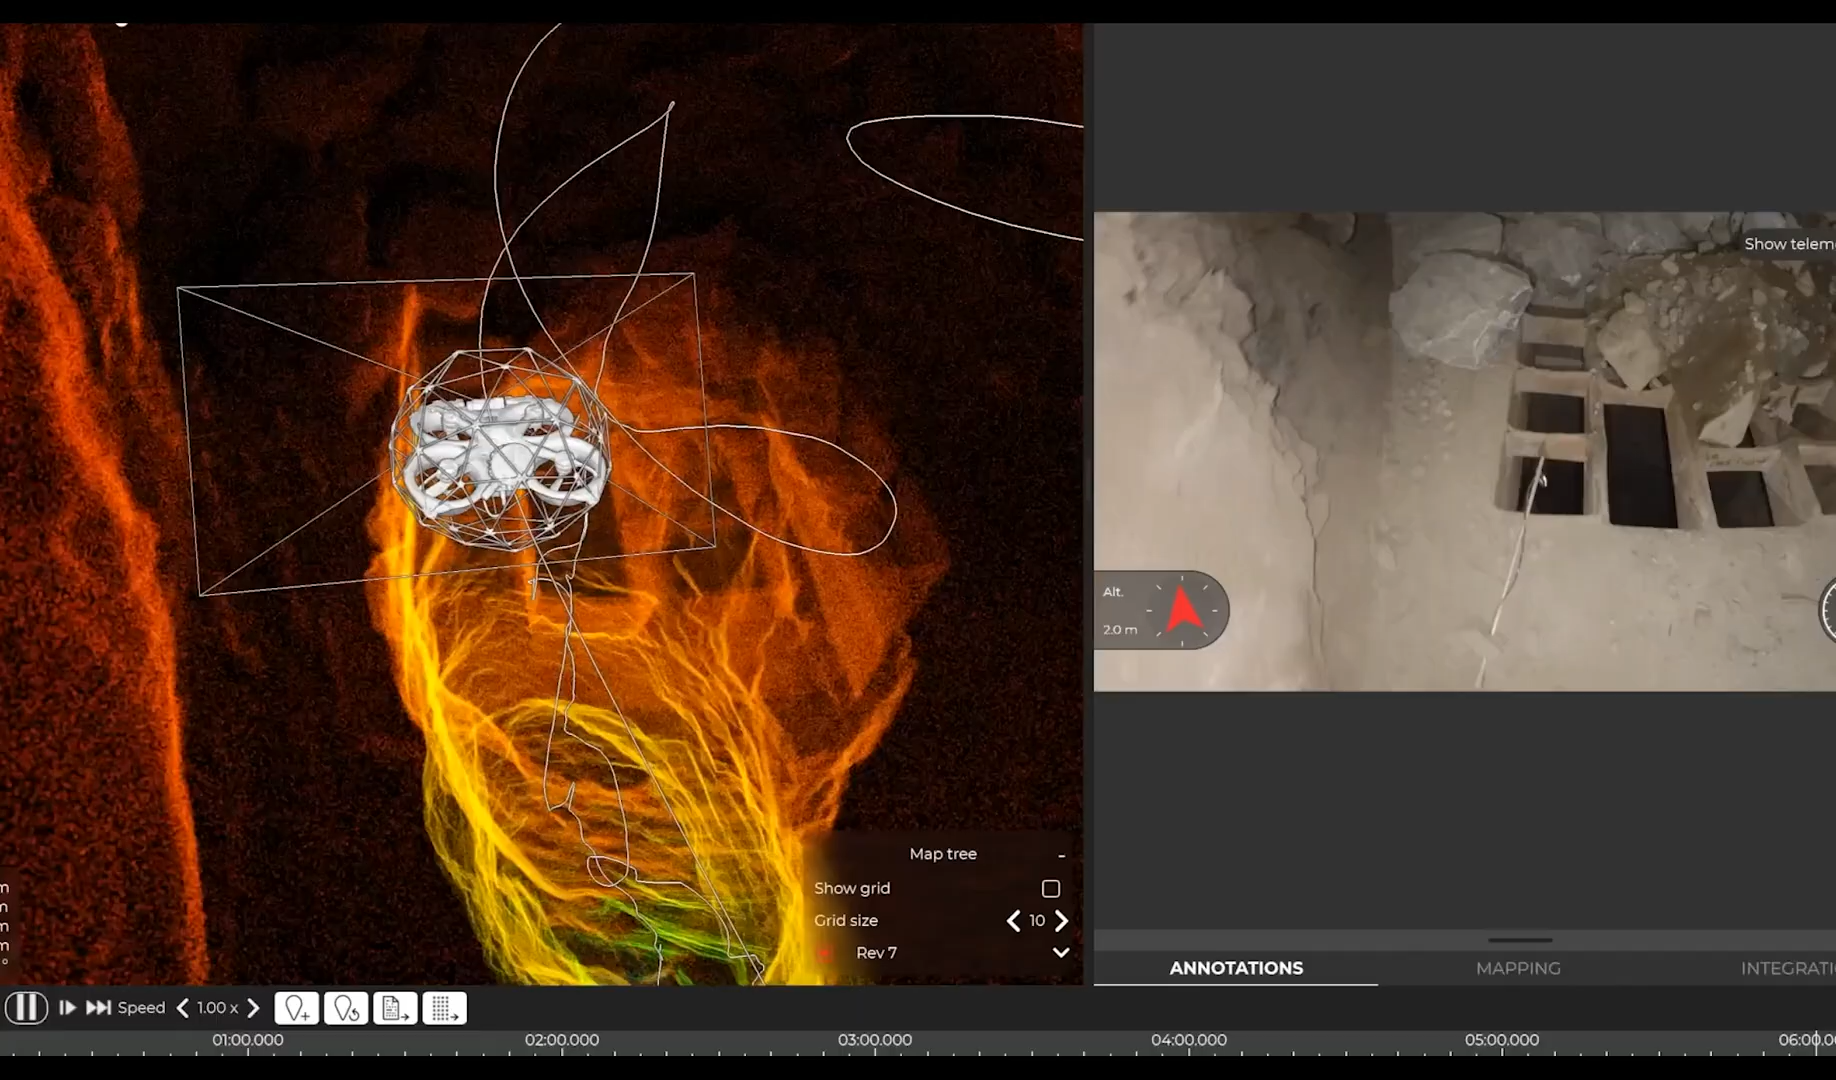 Show telem
Alt.
2.0 m
Map tree
-
Show grid
Grid size
10
Rev 7
m
m
m
m
°
ANNOTATIONS
MAPPING
INTEGRATI
Speed
1.00 x
01:00.000
02:00.000
03:00.000
04:00.000
05:00.000
06:00.0